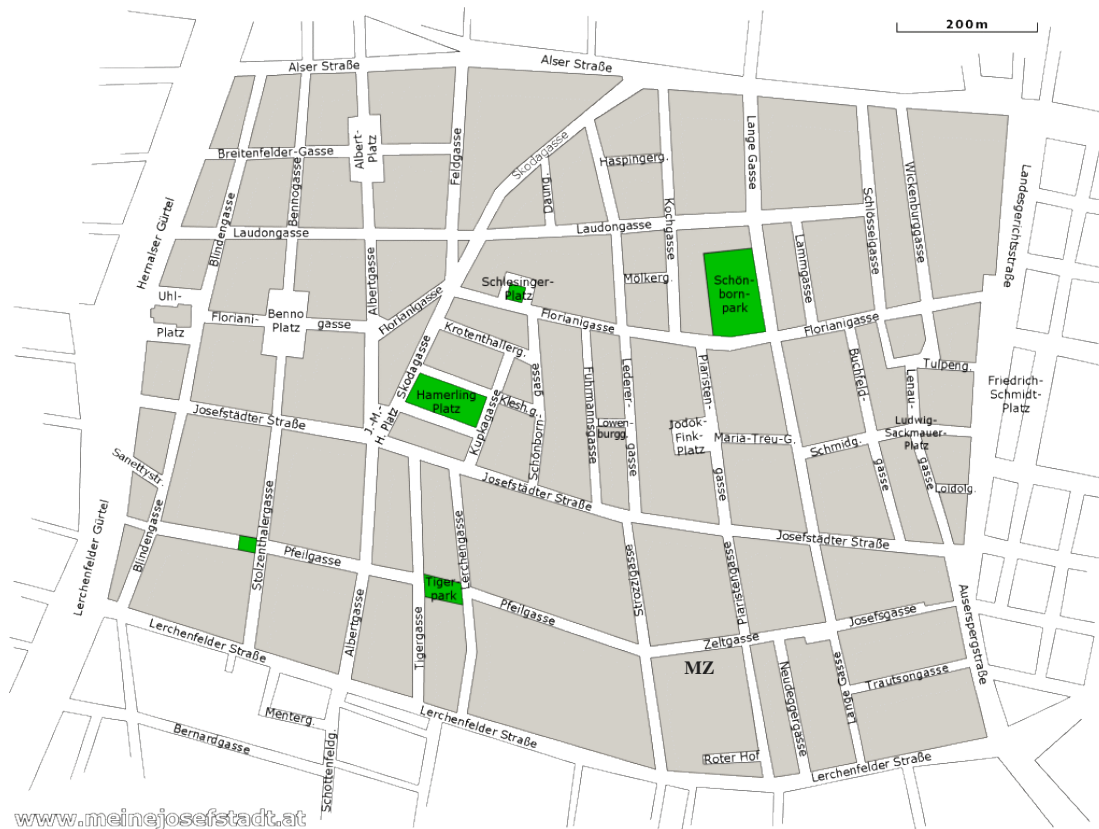 200m
Alser Straße
Alser Straße
Skodagasse
Breitenfelder-Gasse
Albert-
Platz
Feldgasse
Haspingerg.
Lange Gasse
Wickenburggasse
Landesgerichtsstraße
Bennogasse
Blindengasse
Daung.
Kochgasse
Schlösselgasse
Hernalser Gürtel
Laudongasse
Laudongasse
Lammgasse
Albertgasse
Schlesinger-
Platz
Mölkerg.
Schön-
born-
park
Uhl-
Platz
Floriani-
Benno
Platz
gasse
Florianigasse
Florianigasse
Florianigasse
Krotenthallerg.
Skodagasse
Fuhrmannsgasse
Lederer-
gasse
Piaristen-
gasse
Buchfeld-
gasse
Tulpeng.
Lenau-
gasse
Friedrich-
Schmidt-
Platz
Hamerling
Platz
Klesh.g.
Schönborn-
gasse
Kupkagasse
J.-M.-
H. Platz
Josefstädter Straße
Löwen-
burgg.
Jodok-
Fink-
Platz
Maria-Treu-G.
Schmidg.
Ludwig-
Sackmauer-
Platz
Loidolg.
Sanettystr.
Josefstädter Straße
Josefstädter Straße
Lerchenfelder Gürtel
Blindengasse
Stolzenthalergasse
Pfeilgasse
Lerchengasse
Tiger-
park
Pfeilgasse
Strozzigasse
Piaristengasse
Auerspergstraße
Albertgasse
Tigergasse
Zeltgasse
Josefsgasse
MZ
Neudeggergasse
Lange Gasse
Trautsongasse
Lerchenfelder Straße
Menterg.
Lerchenfelder Straße
Roter Hof
Lerchenfelder Straße
Bernardgasse
Schottenfeldg.
www.meinejosefstadt.at